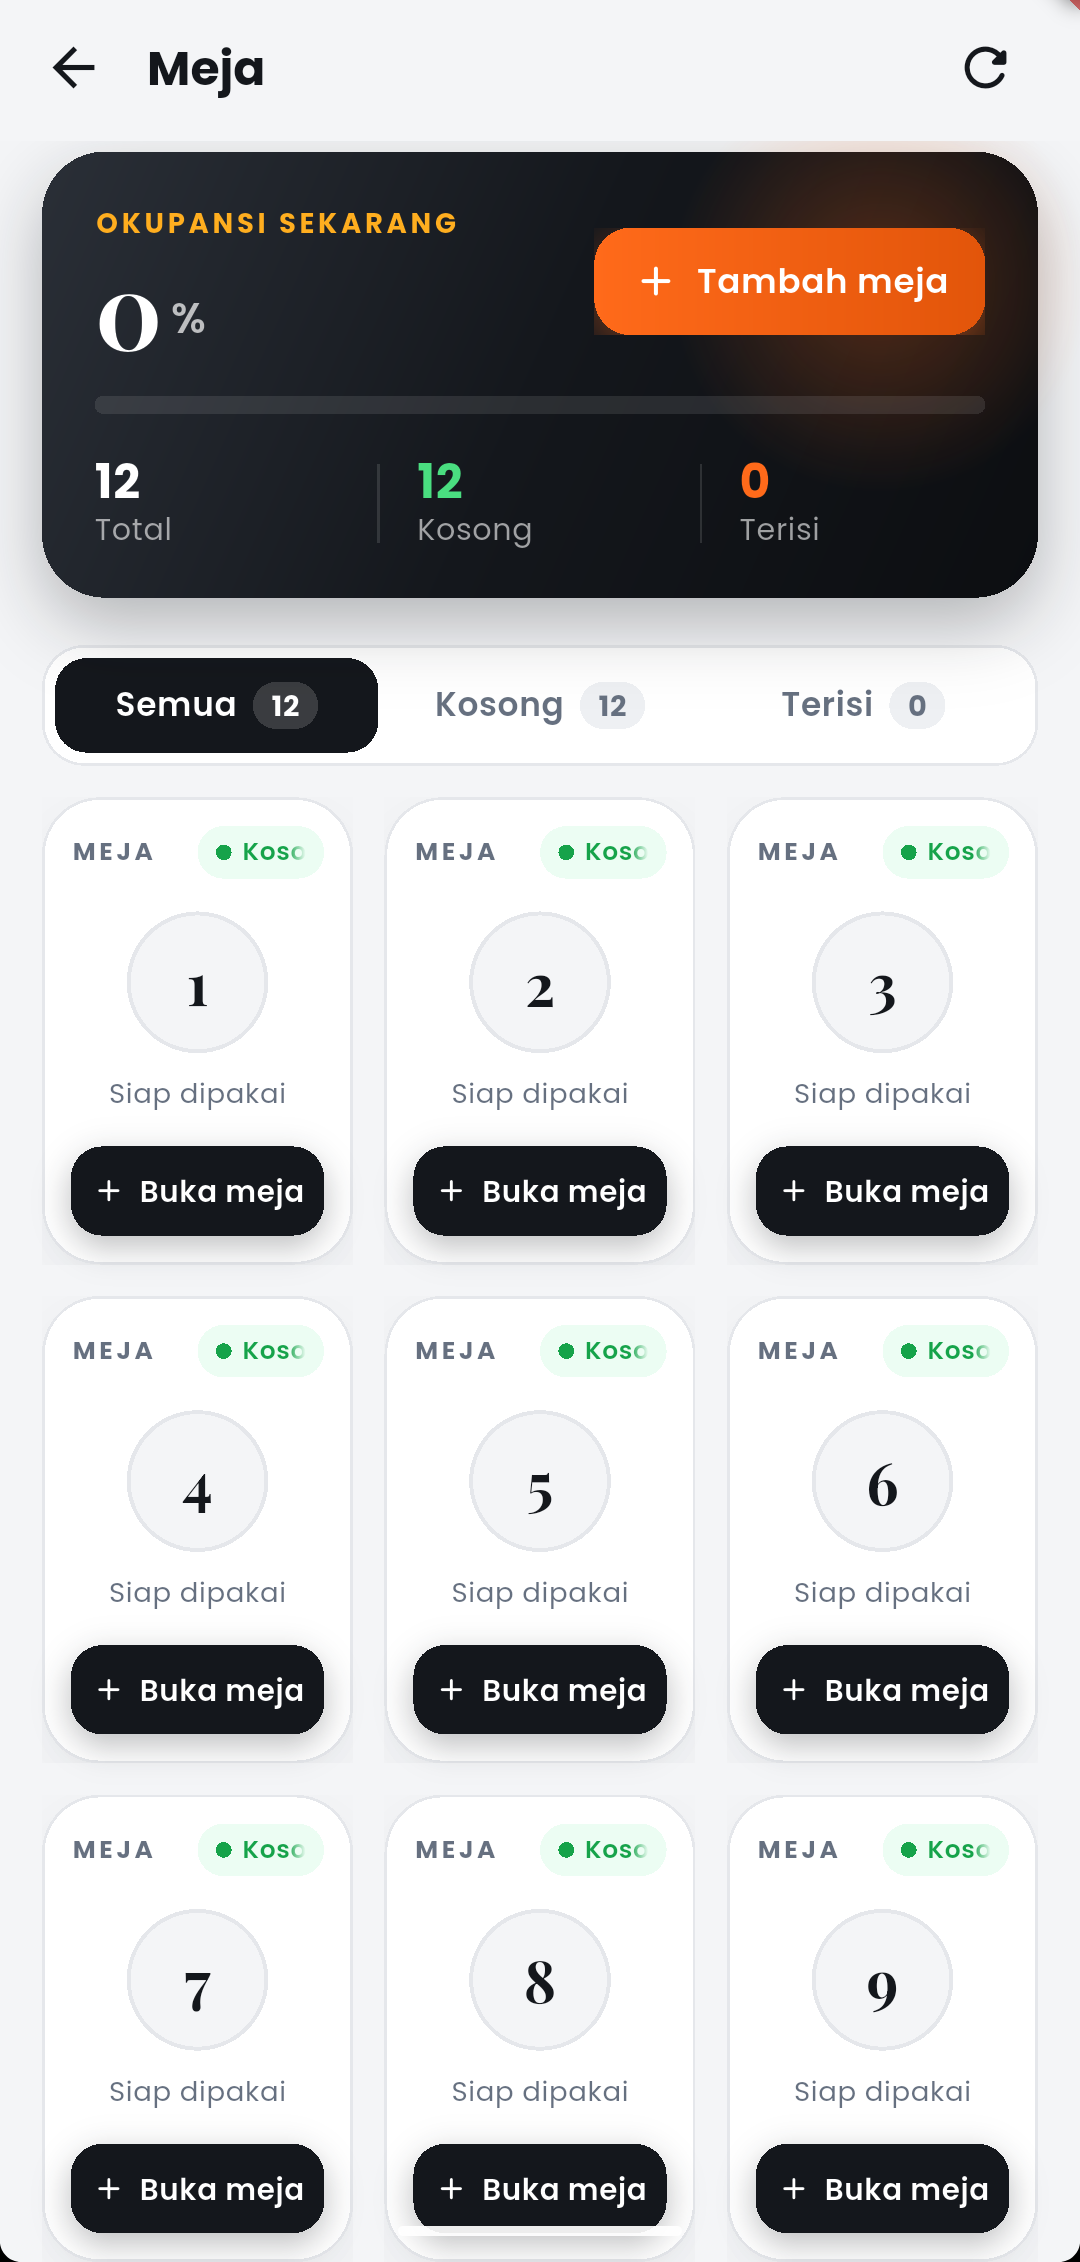 Meja
OKUPANSI SEKARANG
0 %
+ Tambah meja
12
Total
12
Kosong
0
Terisi
Semua 12
Kosong 12
Terisi 0
MEJA Koso
1
Siap dipakai
+ Buka meja
MEJA Koso
2
Siap dipakai
+ Buka meja
MEJA Koso
3
Siap dipakai
+ Buka meja
MEJA Koso
4
Siap dipakai
+ Buka meja
MEJA Koso
5
Siap dipakai
+ Buka meja
MEJA Koso
6
Siap dipakai
+ Buka meja
MEJA Koso
7
Siap dipakai
+ Buka meja
MEJA Koso
8
Siap dipakai
+ Buka meja
MEJA Koso
9
Siap dipakai
+ Buka meja